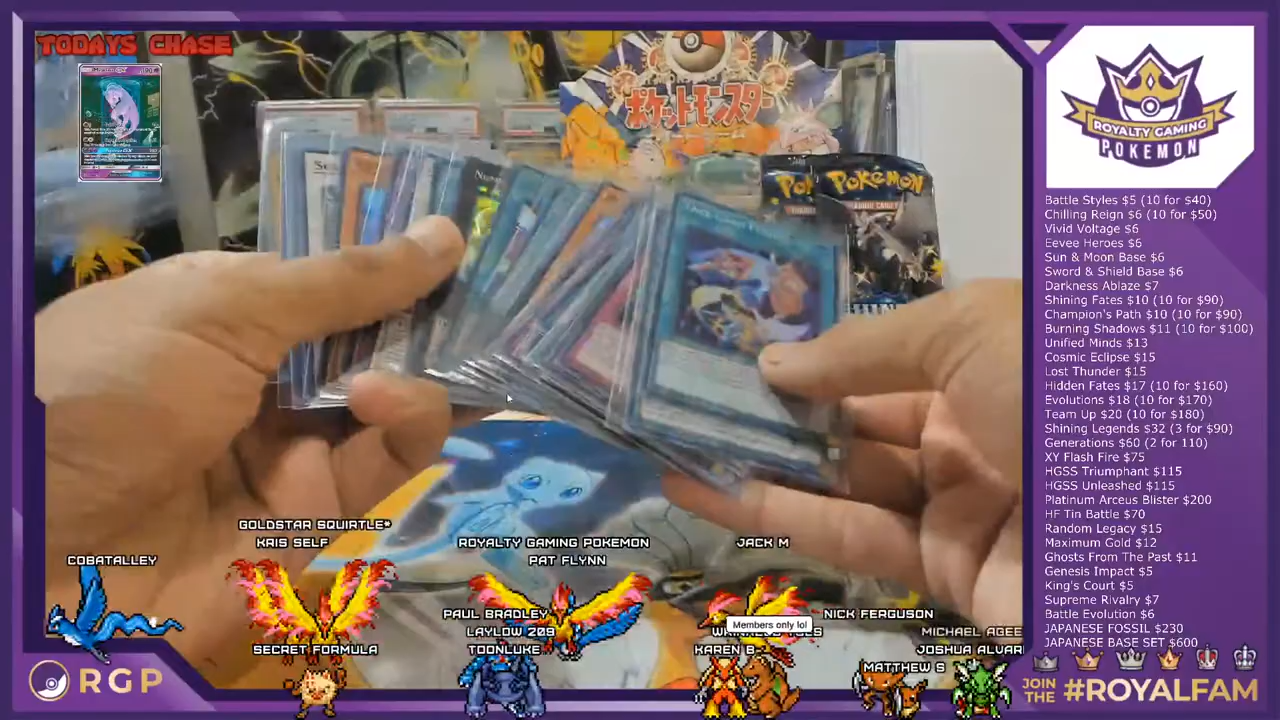 TODAYS CHASE
ポケットモンスター
POKéMON
ROYALTY GAMING
POKEMON
Battle Styles $5 (10 for $40)
Chilling Reign $6 (10 for $50)
Vivid Voltage $6
Eevee Heroes $6
Sun & Moon Base $6
Sword & Shield Base $6
Darkness Ablaze $7
Shining Fates $10 (10 for $90)
Champion's Path $10 (10 for $90)
Burning Shadows $11 (10 for $100)
Unified Minds $13
Cosmic Eclipse $15
Lost Thunder $15
Hidden Fates $17 (10 for $160)
Evolutions $18 (10 for $170)
Team Up $20 (10 for $180)
Shining Legends $32 (3 for $90)
Generations $60 (2 for 110)
XY Flash Fire $75
HGSS Triumphant $115
HGSS Unleashed $115
Platinum Arceus Blister $200
HF Tin Battle $70
Random Legacy $15
Maximum Gold $12
Ghosts From The Past $11
Genesis Impact $5
King's Court $5
Supreme Rivalry $7
Battle Evolution $6
JAPANESE FOSSIL $230
JAPANESE BASE SET $600
GOLDSTAR SQUIRTLE*
KRIS SELF
ROYALTY GAMING POKEMON
PAT FLYNN
JACK M
COBATALLEY
PAUL BRADLEY
LAYLOW 209
TOONLUKE
NICK FERGUSON
Members only lol
MICHAEL AGEE
SECRET FORMULA
KAREN B
JOSHUA ALVAR
MATTHEW S
RGP
JOIN THE #ROYALFAM